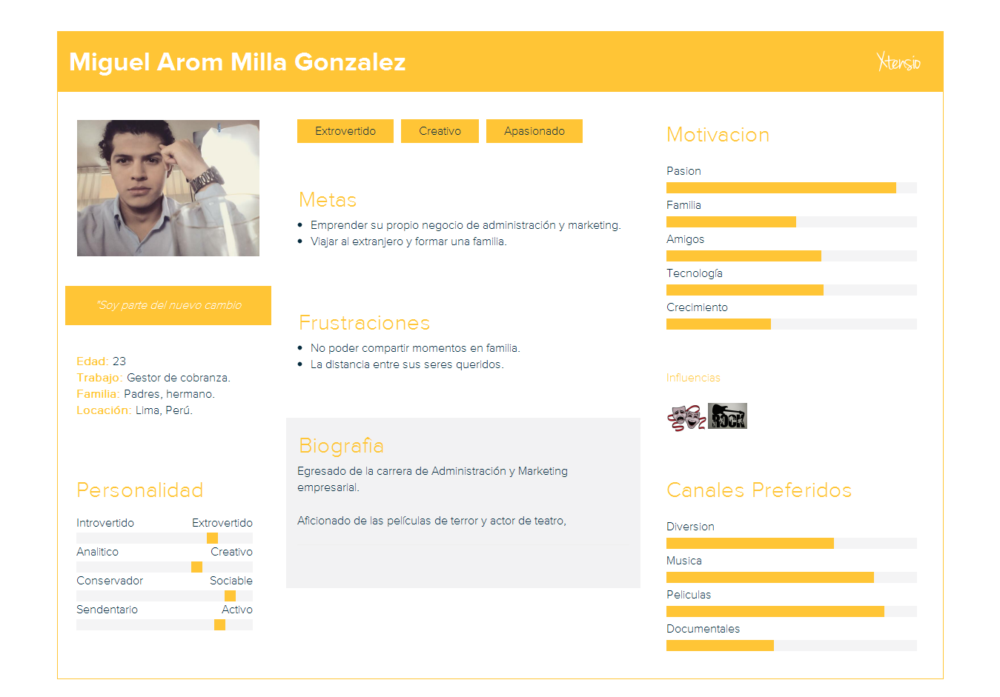 Miguel Arom Milla Gonzalez
Xtensio
"Soy parte del nuevo cambio
Edad: 23
Trabajo: Gestor de cobranza.
Familia: Padres, hermano.
Locación: Lima, Perú.
Personalidad
Introvertido Extrovertido
Analitico Creativo
Conservador Sociable
Sendentario Activo
Extrovertido Creativo Apasionado
Metas
Emprender su propio negocio de administración y marketing.
Viajar al extranjero y formar una familia.
Frustraciones
No poder compartir momentos en familia.
La distancia entre sus seres queridos.
Biografia
Egresado de la carrera de Administración y Marketing
empresarial.
Aficionado de las películas de terror y actor de teatro,
Motivacion
Pasion
Familia
Amigos
Tecnología
Crecimiento
Influencias
ROCK
Canales Preferidos
Diversion
Musica
Peliculas
Documentales